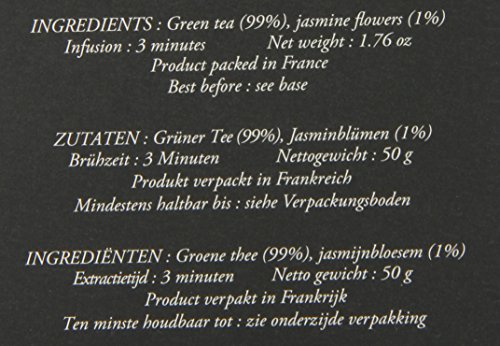 INGREDIENTS : Green tea (99%), jasmine flowers (1%)
Infusion : 3 minutes Net weight : 1.76 oz
Product packed in France
Best before : see base
ZUTATEN : Grüner Tee (99%), Jasminblümen (1%)
Brühzeit : 3 Minuten Nettogewicht : 50 g
Produkt verpackt in Frankreich
Mindestens haltbar bis : siehe Verpackungsboden
INGREDIËNTEN : Groene thee (99%), jasmijnbloesem (1%)
Extractietijd : 3 minuten Netto gewicht : 50 g
Product verpakt in Frankrijk
Ten minste houdbaar tot : zie onderzijde verpakking